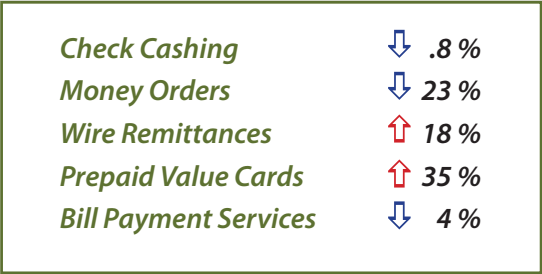 Check Cashing .8 %
Money Orders 23 %
Wire Remittances 18 %
Prepaid Value Cards 35 %
Bill Payment Services 4 %